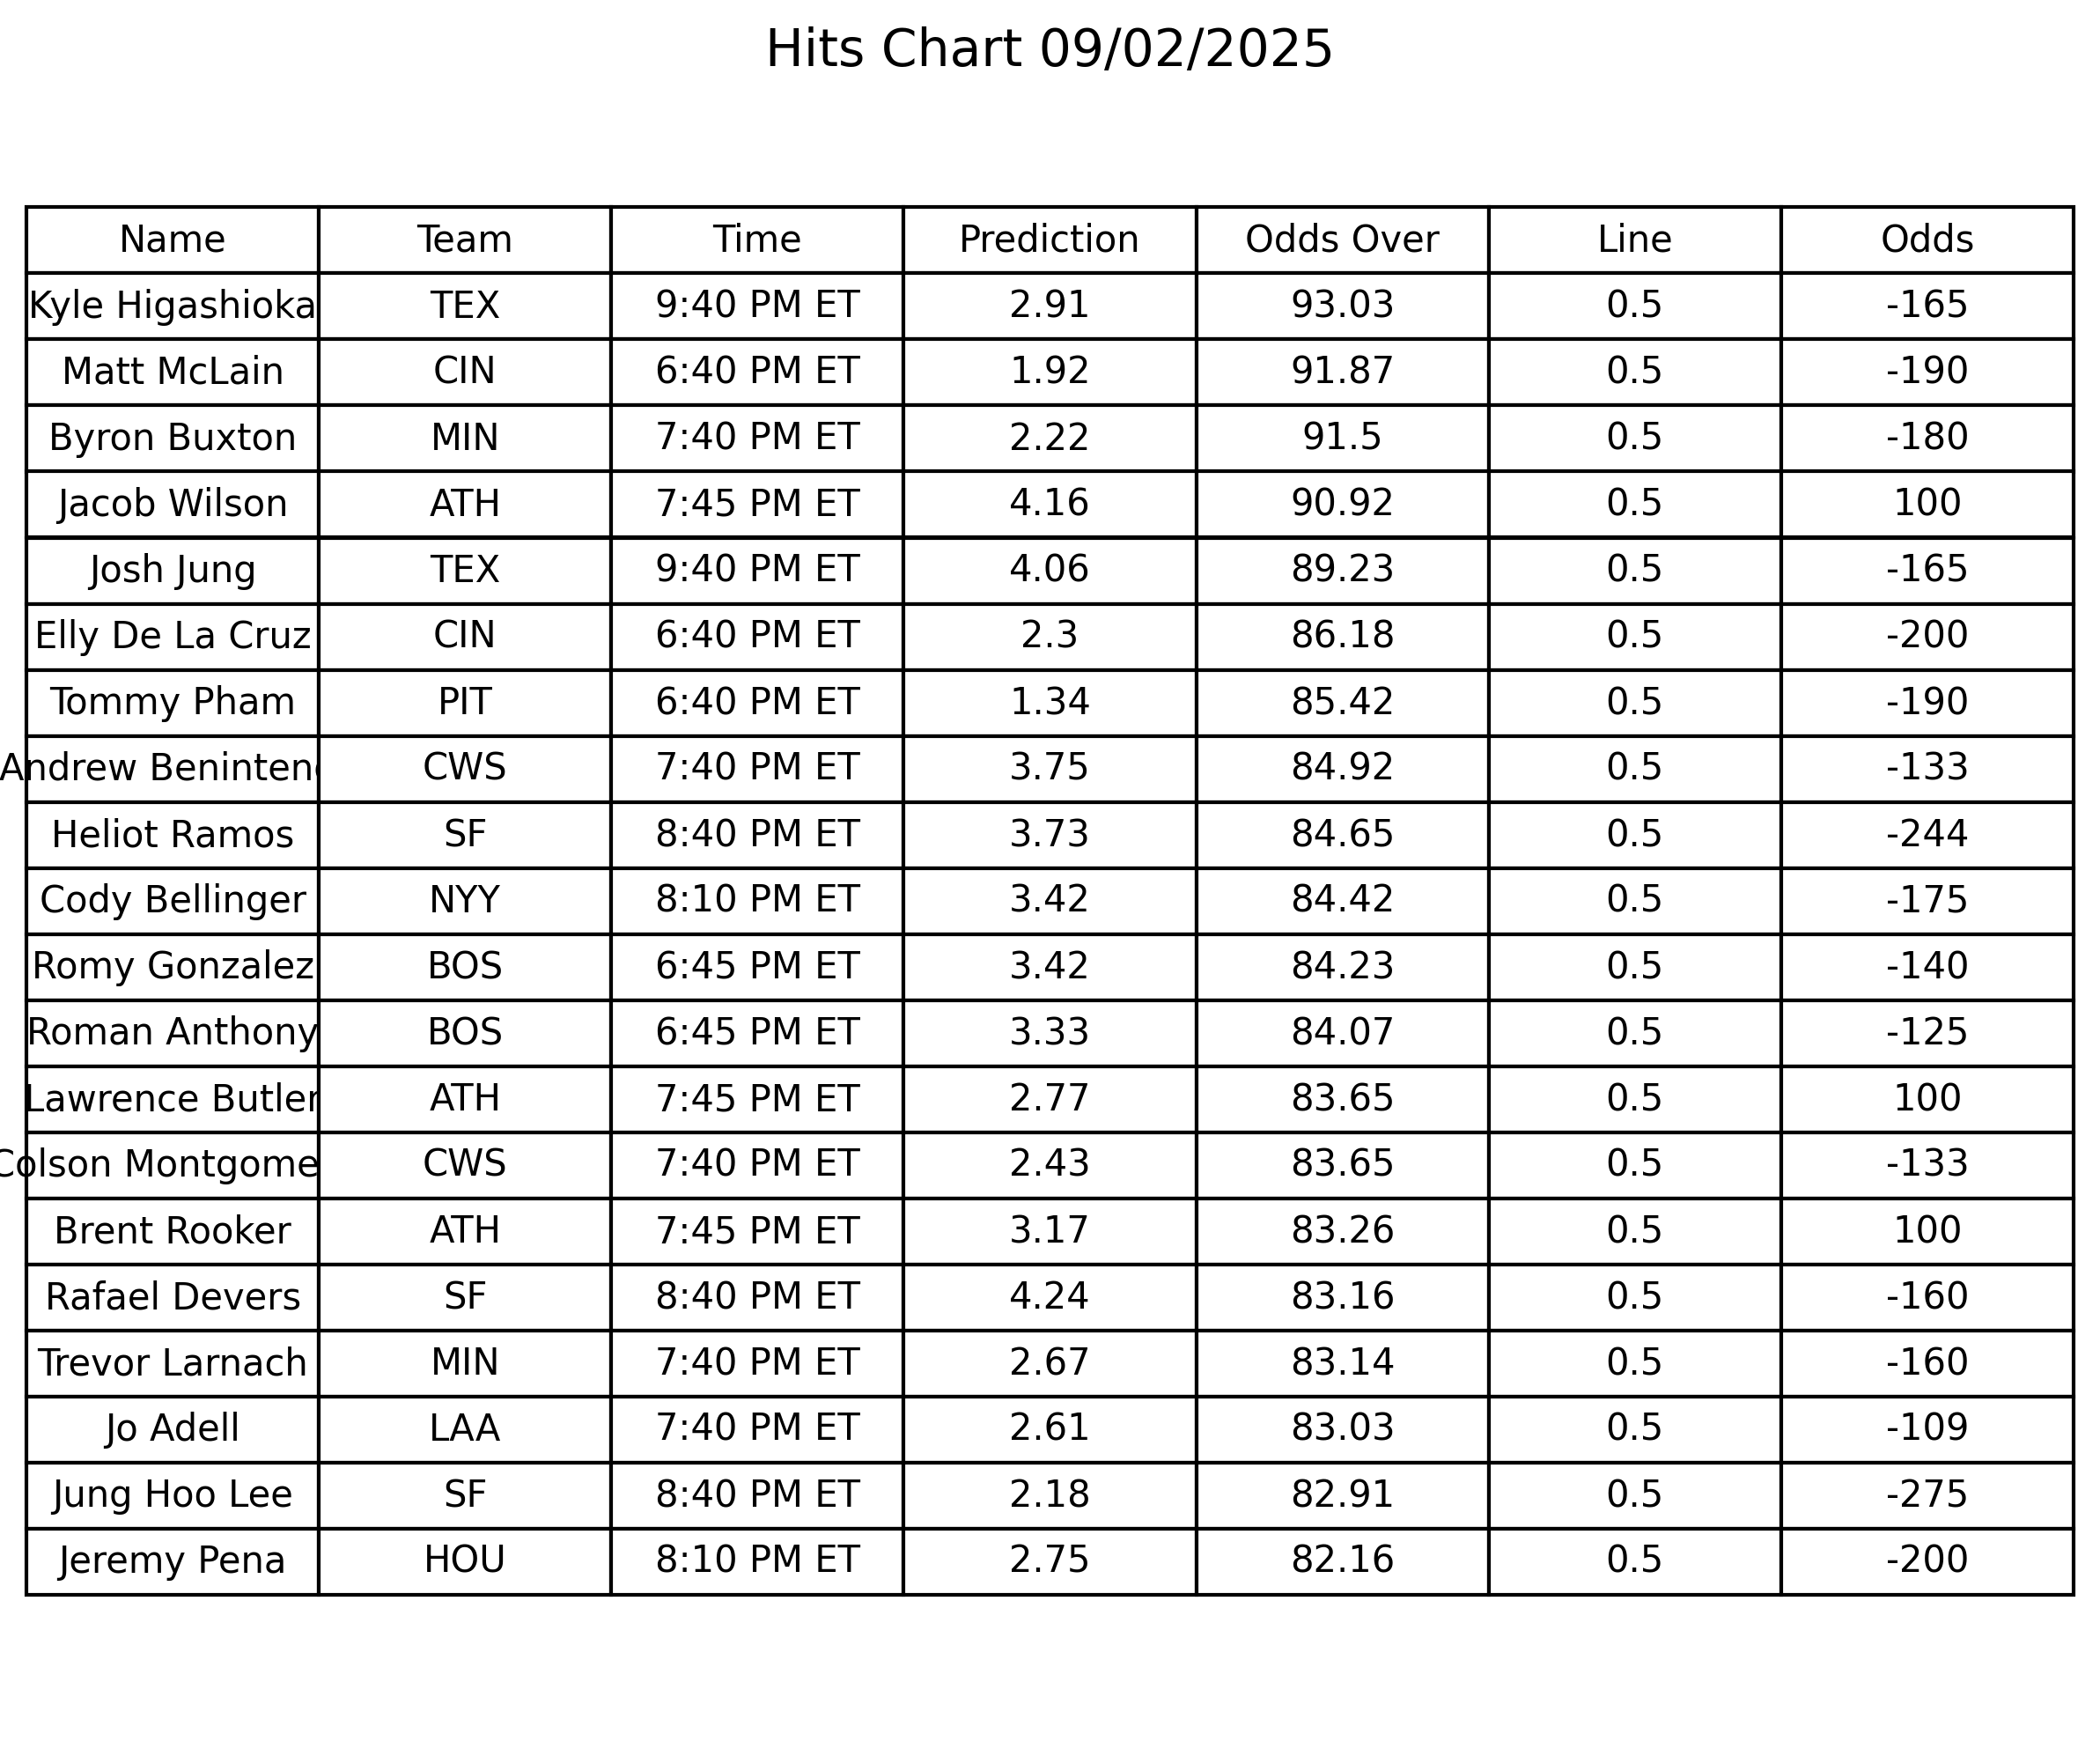 Hits Chart 09/02/2025
Name Team Time Prediction Odds Over Line Odds
Kyle Higashioka TEX 9:40 PM ET 2.91 93.03 0.5 -165
Matt McLain CIN 6:40 PM ET 1.92 91.87 0.5 -190
Byron Buxton MIN 7:40 PM ET 2.22 91.5 0.5 -180
Jacob Wilson ATH 7:45 PM ET 4.16 90.92 0.5 100
Josh Jung TEX 9:40 PM ET 4.06 89.23 0.5 -165
Elly De La Cruz CIN 6:40 PM ET 2.3 86.18 0.5 -200
Tommy Pham PIT 6:40 PM ET 1.34 85.42 0.5 -190
Andrew Beninten CWS 7:40 PM ET 3.75 84.92 0.5 -133
Heliot Ramos SF 8:40 PM ET 3.73 84.65 0.5 -244
Cody Bellinger NYY 8:10 PM ET 3.42 84.42 0.5 -175
Romy Gonzalez BOS 6:45 PM ET 3.42 84.23 0.5 -140
Roman Anthony BOS 6:45 PM ET 3.33 84.07 0.5 -125
Lawrence Butler ATH 7:45 PM ET 2.77 83.65 0.5 100
Colson Montgome CWS 7:40 PM ET 2.43 83.65 0.5 -133
Brent Rooker ATH 7:45 PM ET 3.17 83.26 0.5 100
Rafael Devers SF 8:40 PM ET 4.24 83.16 0.5 -160
Trevor Larnach MIN 7:40 PM ET 2.67 83.14 0.5 -160
Jo Adell LAA 7:40 PM ET 2.61 83.03 0.5 -109
Jung Hoo Lee SF 8:40 PM ET 2.18 82.91 0.5 -275
Jeremy Pena HOU 8:10 PM ET 2.75 82.16 0.5 -200